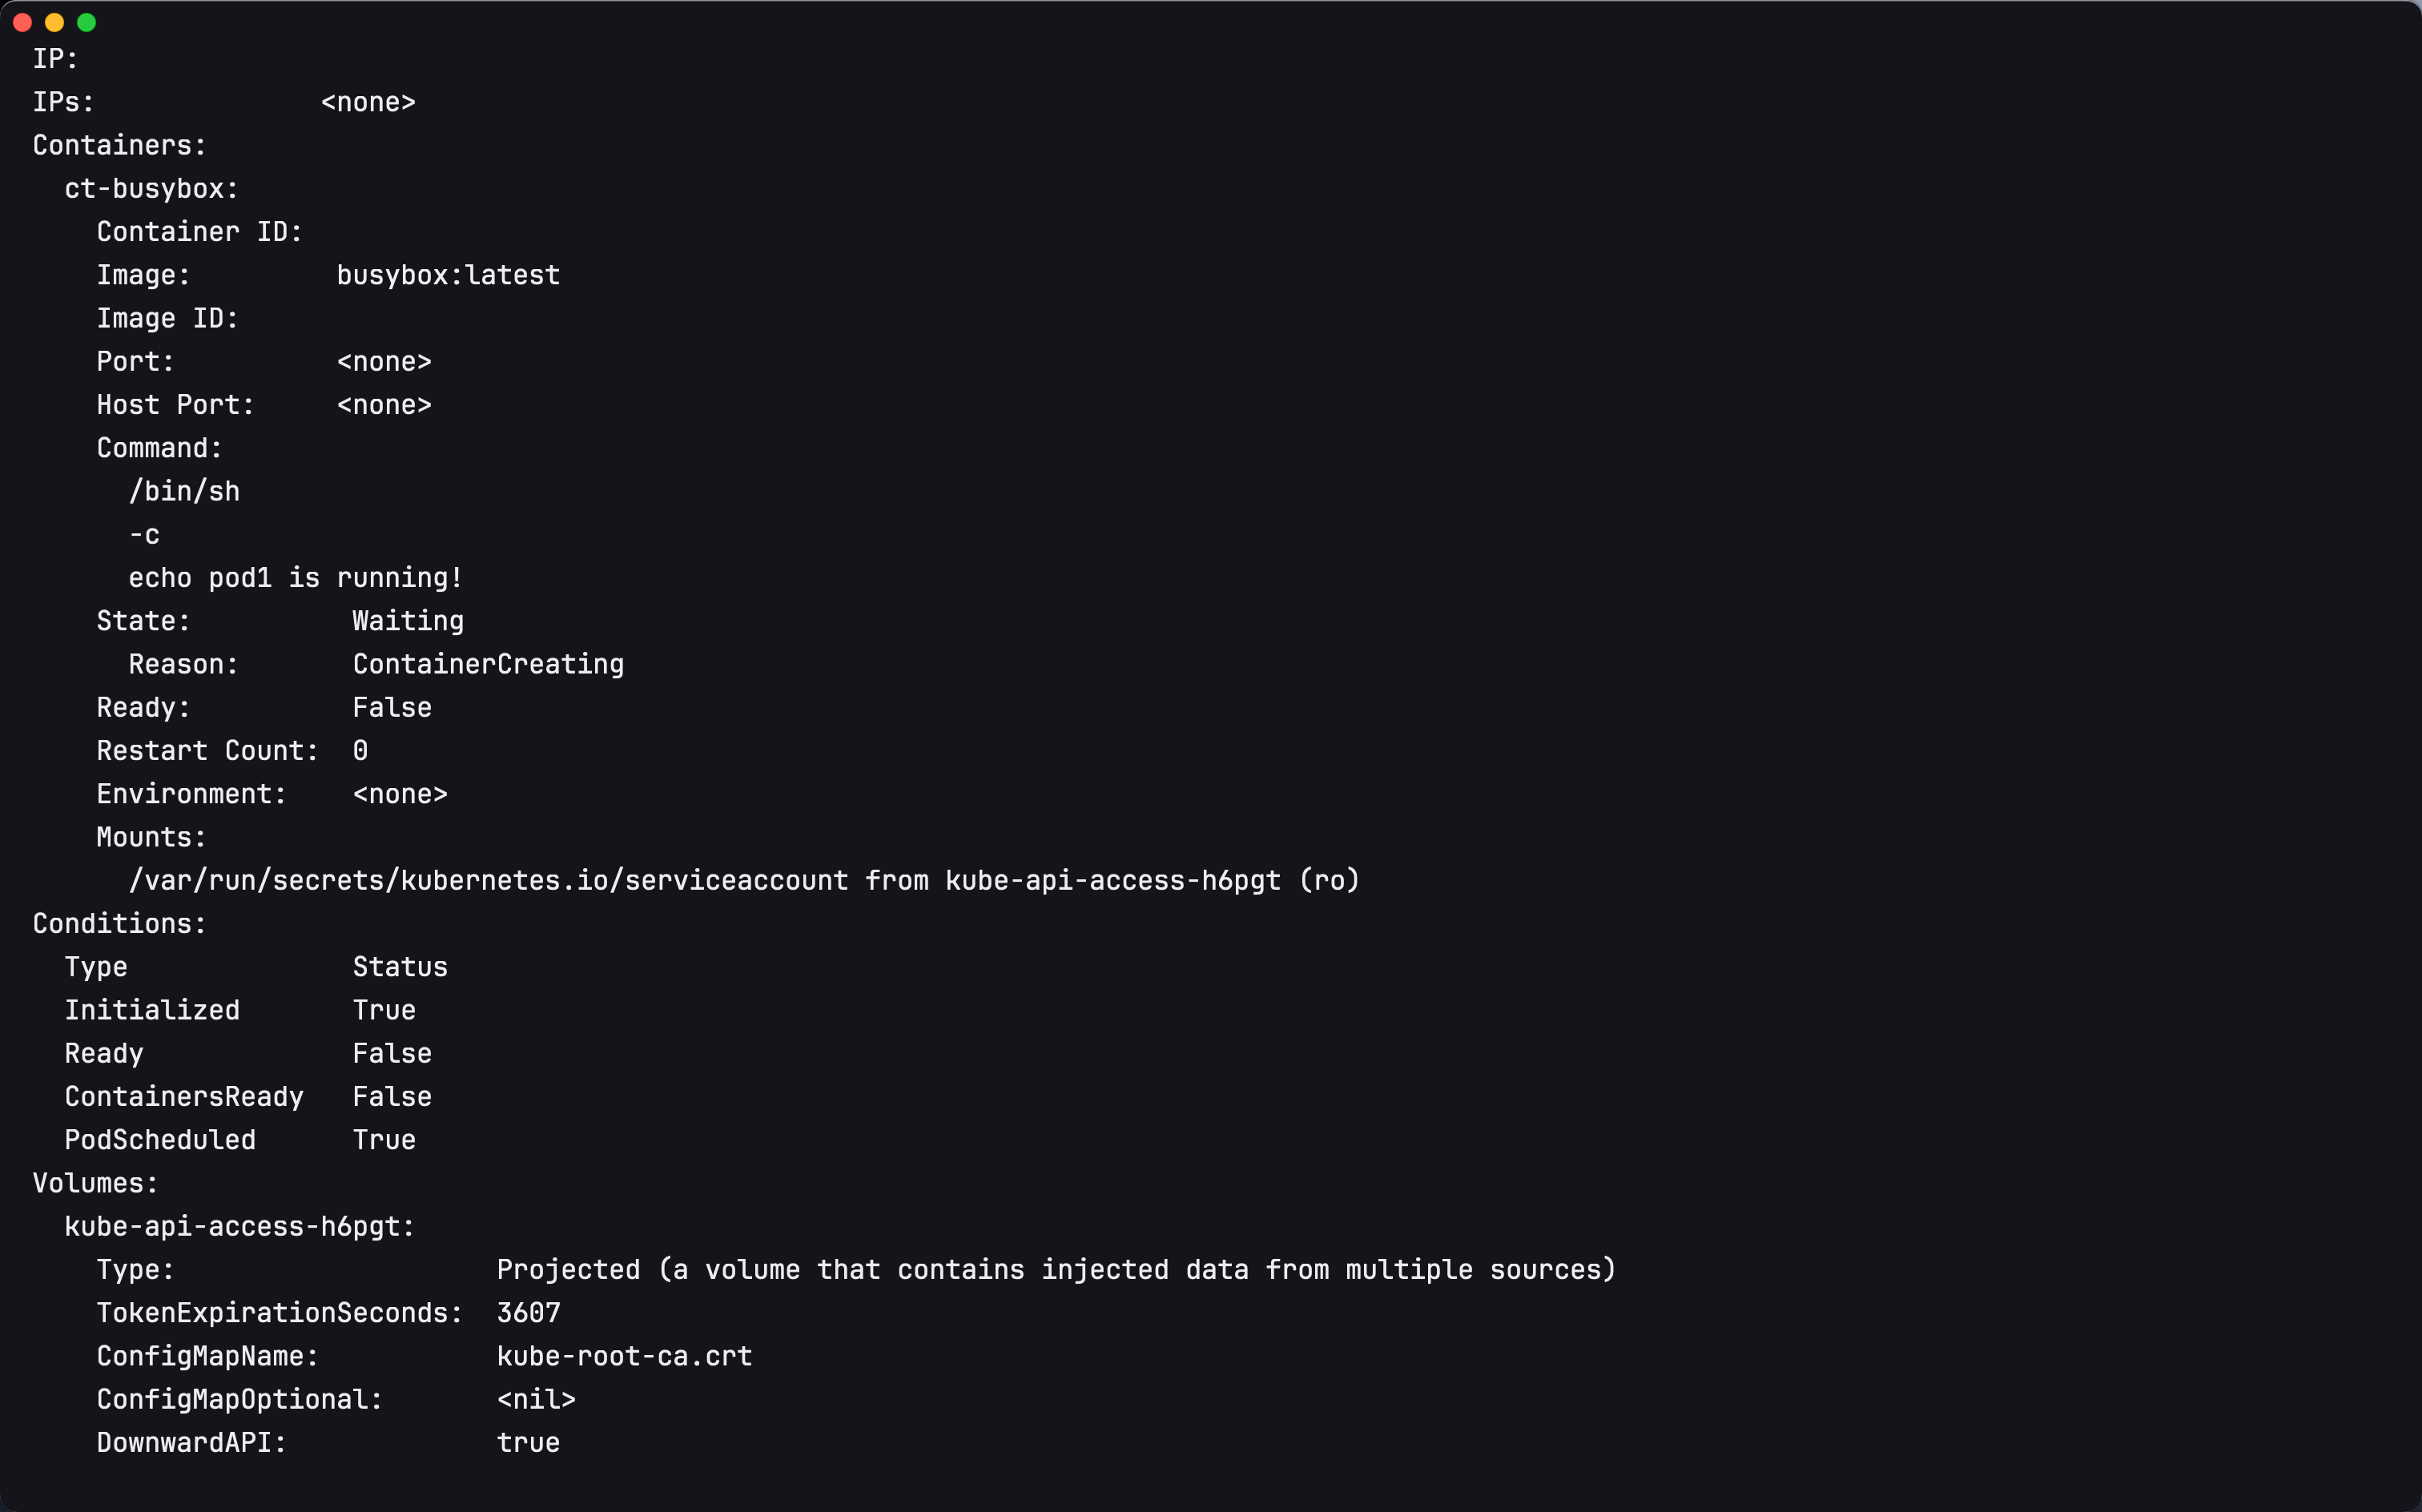 IP:
IPs:              <none>
Containers:
  ct-busybox:
    Container ID:
    Image:         busybox:latest
    Image ID:
    Port:          <none>
    Host Port:     <none>
    Command:
      /bin/sh
      -c
      echo pod1 is running!
    State:          Waiting
      Reason:       ContainerCreating
    Ready:          False
    Restart Count:  0
    Environment:    <none>
    Mounts:
      /var/run/secrets/kubernetes.io/serviceaccount from kube-api-access-h6pgt (ro)
Conditions:
  Type              Status
  Initialized       True
  Ready             False
  ContainersReady   False
  PodScheduled      True
Volumes:
  kube-api-access-h6pgt:
    Type:                    Projected (a volume that contains injected data from multiple sources)
    TokenExpirationSeconds:  3607
    ConfigMapName:           kube-root-ca.crt
    ConfigMapOptional:       <nil>
    DownwardAPI:             true